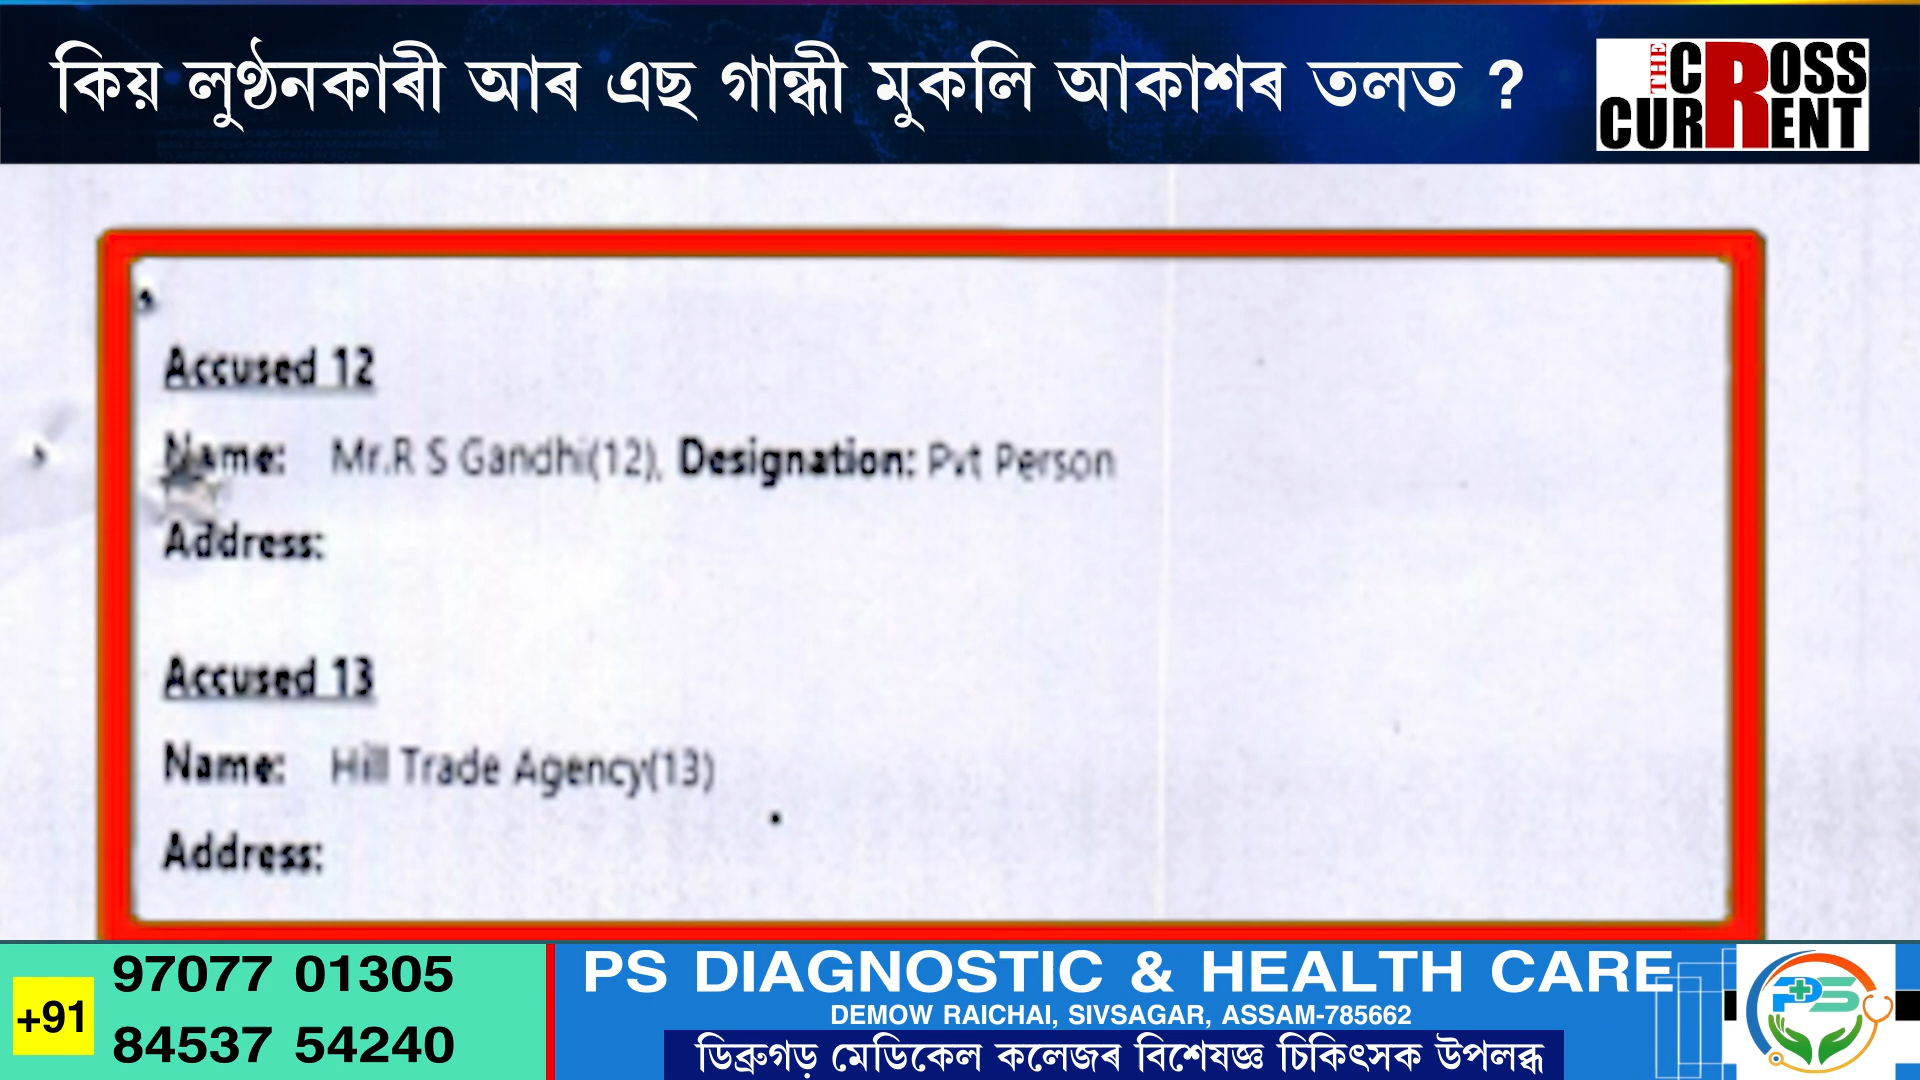 কিয় লুণ্ঠনকাৰী আৰ এছ গান্ধী মুকলি আকাশৰ তলত ?
THE CROSS CURRENT
Accused 12
Name: Mr.R S Gandhi(12), Designation: Pvt Person
Address:
Accused 13
Name: Hill Trade Agency(13)
Address:
+91
97077 01305
84537 54240
PS DIAGNOSTIC & HEALTH CARE
DEMOW RAICHAI, SIVSAGAR, ASSAM-785662
ডিব্ৰুগড় মেডিকেল কলেজৰ বিশেষজ্ঞ চিকিৎসক উপলব্ধ
PS